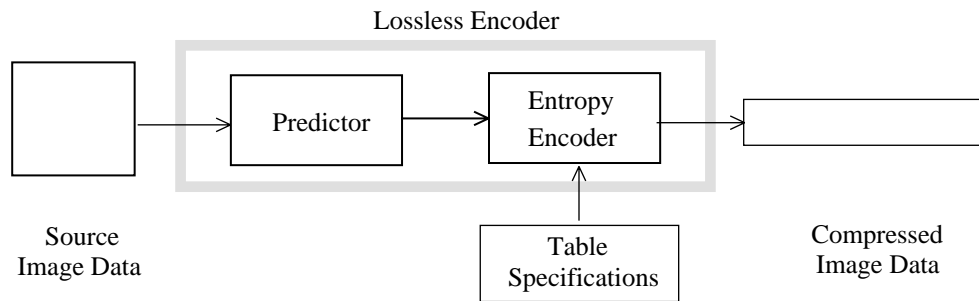 Lossless Encoder
Predictor
Entropy
Encoder
Source
Image Data
Table
Specifications
Compressed
Image Data